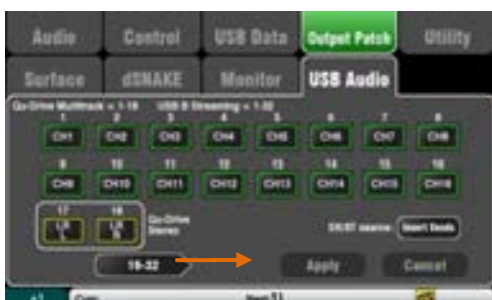 Audio Control USB Data Output Patch Utility
Surface dSNAKE Monitor USB Audio
Qu-Drive Multitrack = 1-18 USB B Streaming = 1-32
1 2 3 4 5 6 7 8
CH1 CH2 CH3 CH4 CH5 CH6 CH7 CH8
9 10 11 12 13 14 15 16
CH9 CH10 CH11 CH12 CH13 CH14 CH15 CH16
17 18
LR L LR R
Qu-Drive
Stereo
source: Insert Sends
19-32 Apply Cancel